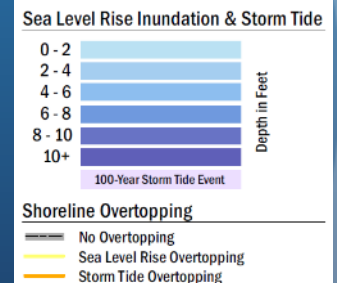 Sea Level Rise Inundation & Storm Tide
0 - 2
2 - 4
4 - 6
6 - 8
8 - 10
10+
Depth in Feet
100-Year Storm Tide Event
Shoreline Overtopping
No Overtopping
Sea Level Rise Overtopping
Storm Tide Overtopping